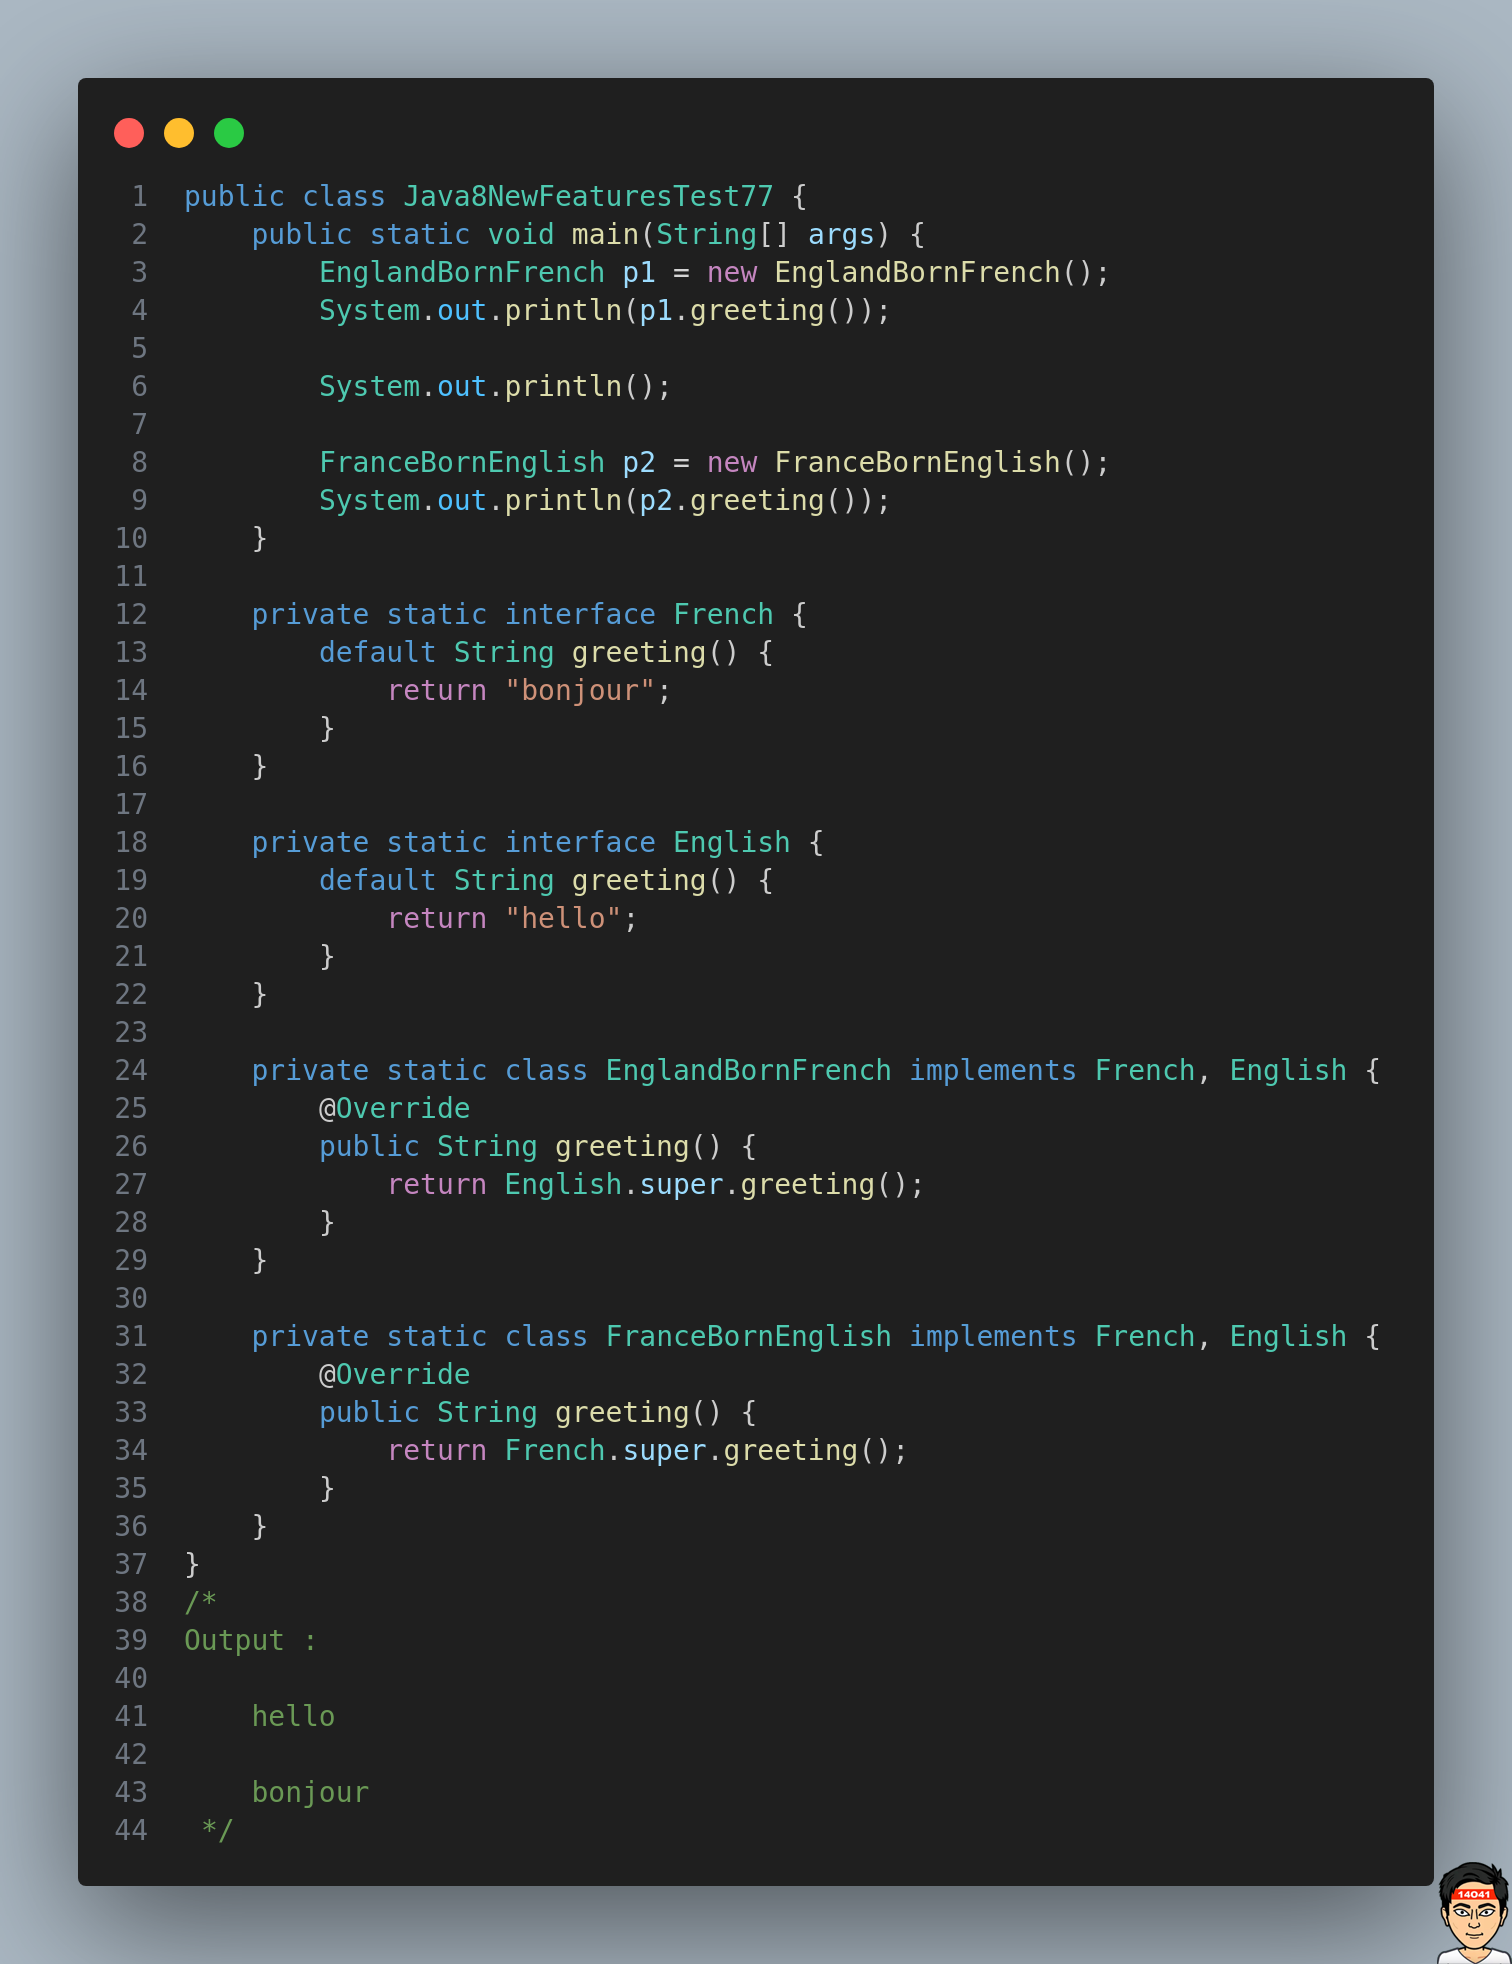 1 public class Java8NewFeaturesTest77 {
2     public static void main(String[] args) {
3         EnglandBornFrench p1 = new EnglandBornFrench();
4         System.out.println(p1.greeting());
5
6         System.out.println();
7
8         FranceBornEnglish p2 = new FranceBornEnglish();
9         System.out.println(p2.greeting());
10     }
11
12     private static interface French {
13         default String greeting() {
14             return "bonjour";
15         }
16     }
17
18     private static interface English {
19         default String greeting() {
20             return "hello";
21         }
22     }
23
24     private static class EnglandBornFrench implements French, English {
25         @Override
26         public String greeting() {
27             return English.super.greeting();
28         }
29     }
30
31     private static class FranceBornEnglish implements French, English {
32         @Override
33         public String greeting() {
34             return French.super.greeting();
35         }
36     }
37 }
38 /*
39 Output :
40
41     hello
42
43     bonjour
44  */
14041